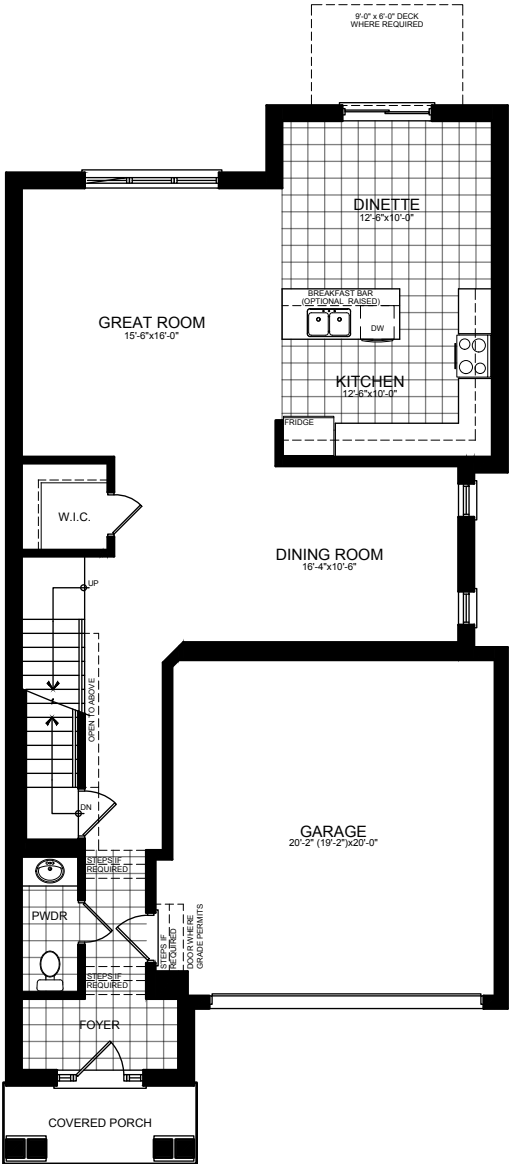 9'-0" x 6'-0" DECK
WHERE REQUIRED
DINETTE
12'-6"x10'-0"
BREAKFAST BAR
(OPTIONAL RAISED)
DW
GREAT ROOM
15'-6"x16'-0"
KITCHEN
12'-6"x10'-0"
FRIDGE
W.I.C.
DINING ROOM
16'-4"x10'-6"
UP
OPEN TO ABOVE
DN
GARAGE
20'-2" (19'-2")x20'-0"
STEPS IF
REQUIRED
PWDR
STEPS IF
REQUIRED
DOOR WHERE
GRADE PERMITS
STEPS IF
REQUIRED
FOYER
COVERED PORCH